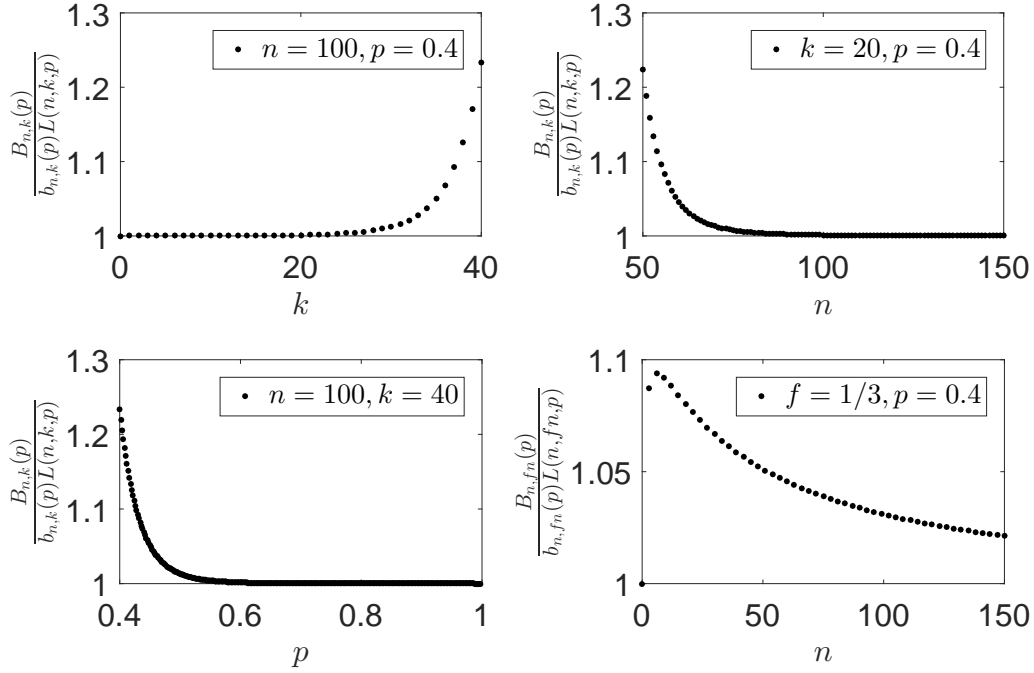 1.3
1.2
1.1
1
B_{n,k}(p)
b_{n,k}(p)L(n,k,p)
n = 100, p = 0.4
0 20 40
k
1.3
1.2
1.1
1
B_{n,k}(p)
b_{n,k}(p)L(n,k,p)
k = 20, p = 0.4
50 100 150
n
1.3
1.2
1.1
1
B_{n,k}(p)
b_{n,k}(p)L(n,k,p)
n = 100, k = 40
0.4 0.6 0.8 1
p
1.1
1.05
1
B_{n,fn}(p)
b_{n,fn}(p)L(n,fn,p)
f = 1/3, p = 0.4
0 50 100 150
n